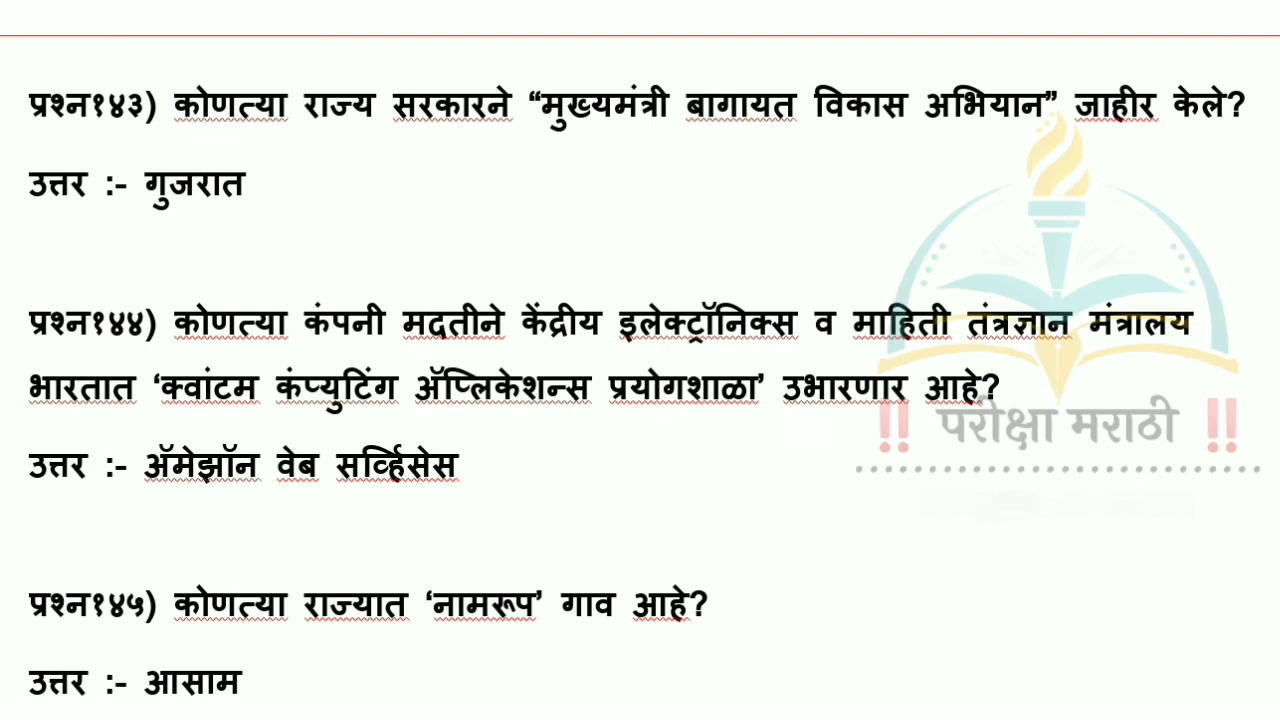 प्रश्न१४३) कोणत्या राज्य सरकारने “मुख्यमंत्री बागायत विकास अभियान” जाहीर केले?
उत्तर :- गुजरात
प्रश्न१४४) कोणत्या कंपनी मदतीने केंद्रीय इलेक्ट्रॉनिक्स व माहिती तंत्रज्ञान मंत्रालय
भारतात ‘क्वांटम कंप्युटिंग ॲप्लिकेशन्स प्रयोगशाळा’ उभारणार आहे?
‼ परीक्षा मराठी ‼
उत्तर :- ॲमेझॉन वेब सर्व्हिसेस
प्रश्न१४५) कोणत्या राज्यात ‘नामरूप’ गाव आहे?
उत्तर :- आसाम